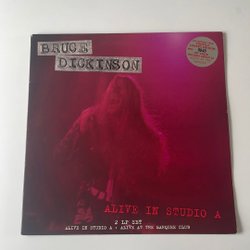 BRUCE
DICKINSON
ALIVE IN STUDIO A
2 LP SET
ALIVE IN STUDIO A + ALIVE AT THE MARQUEE CLUB